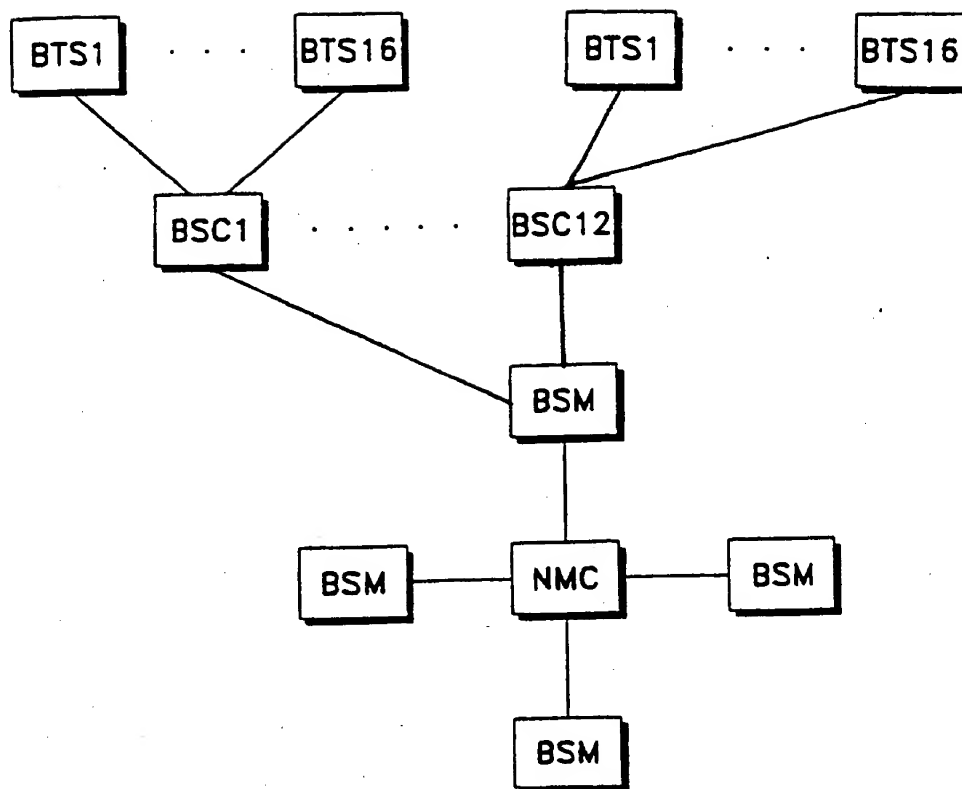 BTS1 . . . BTS16 BTS1 . . . BTS16
BSC1 . . . . . BSC12
BSM
BSM NMC BSM
BSM